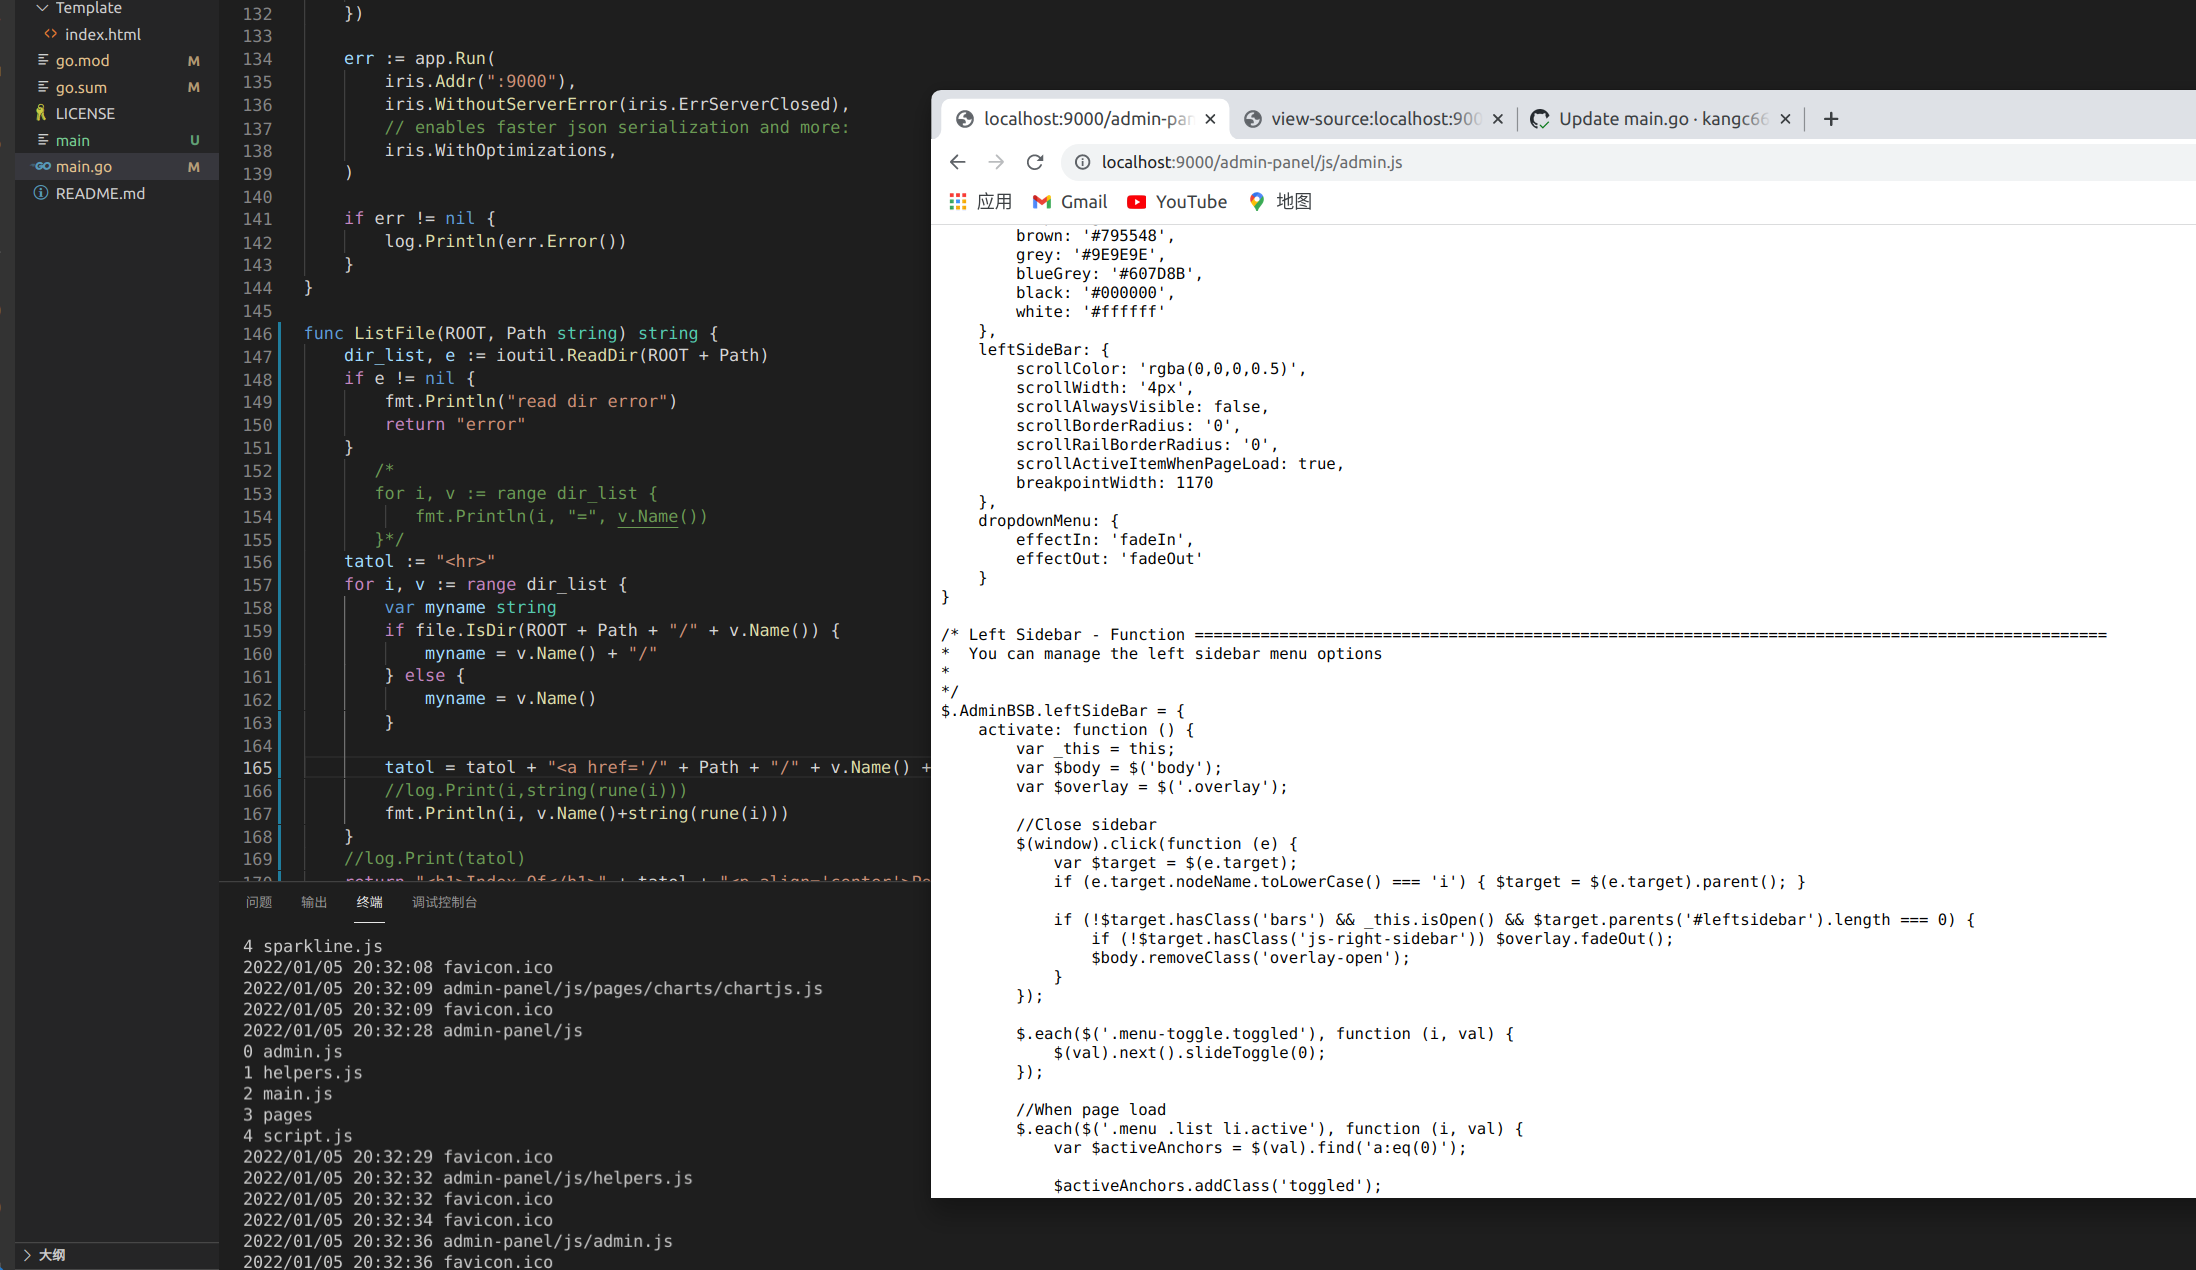 Template
index.html
go.mod M
go.sum M
LICENSE
main U
main.go M
README.md
大纲
132 })
133
134 err := app.Run(
135 iris.Addr(":9000"),
136 iris.WithoutServerError(iris.ErrServerClosed),
137 // enables faster json serialization and more:
138 iris.WithOptimizations,
139 )
140
141 if err != nil {
142 log.Println(err.Error())
143 }
144 }
145
146 func ListFile(ROOT, Path string) string {
147 dir_list, e := ioutil.ReadDir(ROOT + Path)
148 if e != nil {
149 fmt.Println("read dir error")
150 return "error"
151 }
152 /*
153 for i, v := range dir_list {
154 fmt.Println(i, "=", v.Name())
155 }*/
156 tatol := "<hr>"
157 for i, v := range dir_list {
158 var myname string
159 if file.IsDir(ROOT + Path + "/" + v.Name()) {
160 myname = v.Name() + "/"
161 } else {
162 myname = v.Name()
163 }
164
165 tatol = tatol + "<a href='/" + Path + "/" + v.Name() +
166 //log.Print(i,string(rune(i)))
167 fmt.Println(i, v.Name()+string(rune(i)))
168 }
169 //log.Print(tatol)
170 return "<h1>Index Of</h1>" + tatol + "<p align='center'>
问题 输出 终端 调试控制台
4 sparkline.js
2022/01/05 20:32:08 favicon.ico
2022/01/05 20:32:09 admin-panel/js/pages/charts/chartjs.js
2022/01/05 20:32:09 favicon.ico
2022/01/05 20:32:28 admin-panel/js
0 admin.js
1 helpers.js
2 main.js
3 pages
4 script.js
2022/01/05 20:32:29 favicon.ico
2022/01/05 20:32:32 admin-panel/js/helpers.js
2022/01/05 20:32:32 favicon.ico
2022/01/05 20:32:34 favicon.ico
2022/01/05 20:32:36 admin-panel/js/admin.js
2022/01/05 20:32:36 favicon.ico
localhost:9000/admin-pan view-source:localhost:900 Update main.go · kangc66
localhost:9000/admin-panel/js/admin.js
应用 Gmail YouTube 地图
brown: '#795548',
grey: '#9E9E9E',
blueGrey: '#607D8B',
black: '#000000',
white: '#ffffff'
},
leftSideBar: {
scrollColor: 'rgba(0,0,0,0.5)',
scrollWidth: '4px',
scrollAlwaysVisible: false,
scrollBorderRadius: '0',
scrollRailBorderRadius: '0',
scrollActiveItemWhenPageLoad: true,
breakpointWidth: 1170
},
dropdownMenu: {
effectIn: 'fadeIn',
effectOut: 'fadeOut'
}
}
/* Left Sidebar - Function =================================================================================================
* You can manage the left sidebar menu options
*
*/
$.AdminBSB.leftSideBar = {
activate: function () {
var _this = this;
var $body = $('body');
var $overlay = $('.overlay');
//Close sidebar
$(window).click(function (e) {
var $target = $(e.target);
if (e.target.nodeName.toLowerCase() === 'i') { $target = $(e.target).parent(); }
if (!$target.hasClass('bars') && _this.isOpen() && $target.parents('#leftsidebar').length === 0) {
if (!$target.hasClass('js-right-sidebar')) $overlay.fadeOut();
$body.removeClass('overlay-open');
}
});
$.each($('.menu-toggle.toggled'), function (i, val) {
$(val).next().slideToggle(0);
});
//When page load
$.each($('.menu .list li.active'), function (i, val) {
var $activeAnchors = $(val).find('a:eq(0)');
$activeAnchors.addClass('toggled');